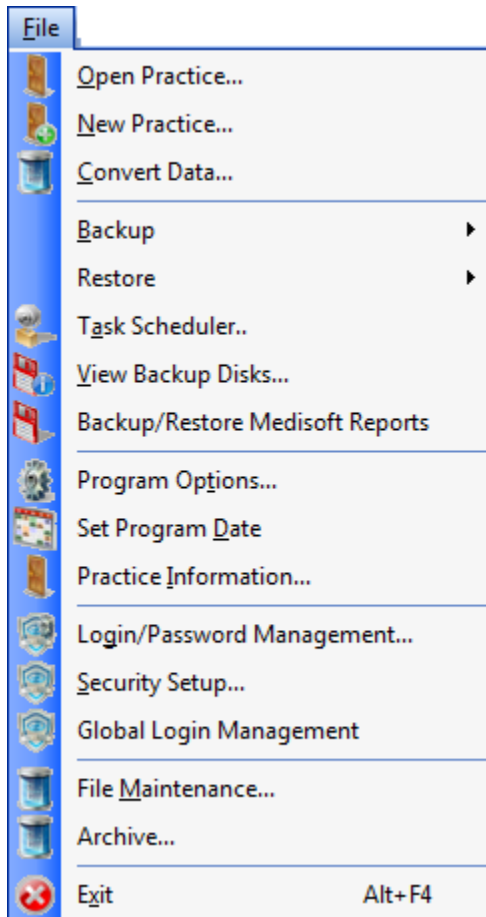 File
Open Practice...
New Practice...
Convert Data...
Backup
Restore
Task Scheduler..
View Backup Disks...
Backup/Restore Medisoft Reports
Program Options...
Set Program Date
Practice Information...
Login/Password Management...
Security Setup...
Global Login Management
File Maintenance...
Archive...
Exit Alt+F4